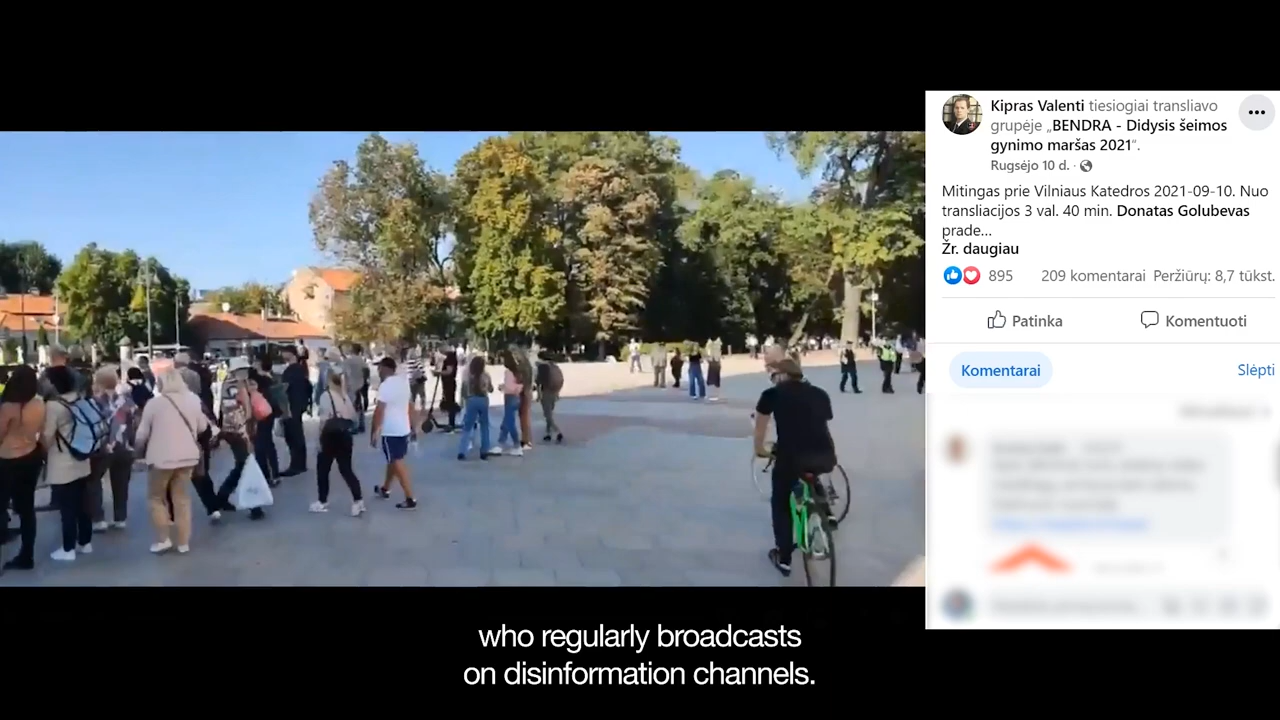 Kipras Valenti tiesiogiai transliavo
grupėje „BENDRA - Didysis šeimos
gynimo maršas 2021“.
Rugsėjo 10 d. ·
Mitingas prie Vilniaus Katedros 2021-09-10. Nuo
transliacijos 3 val. 40 min. Donatas Golubevas
prade...
Žr. daugiau
895 209 komentarai Peržiūrų: 8,7 tūkst.
Patinka Komentuoti
Komentarai Slėpti
who regularly broadcasts
on disinformation channels.